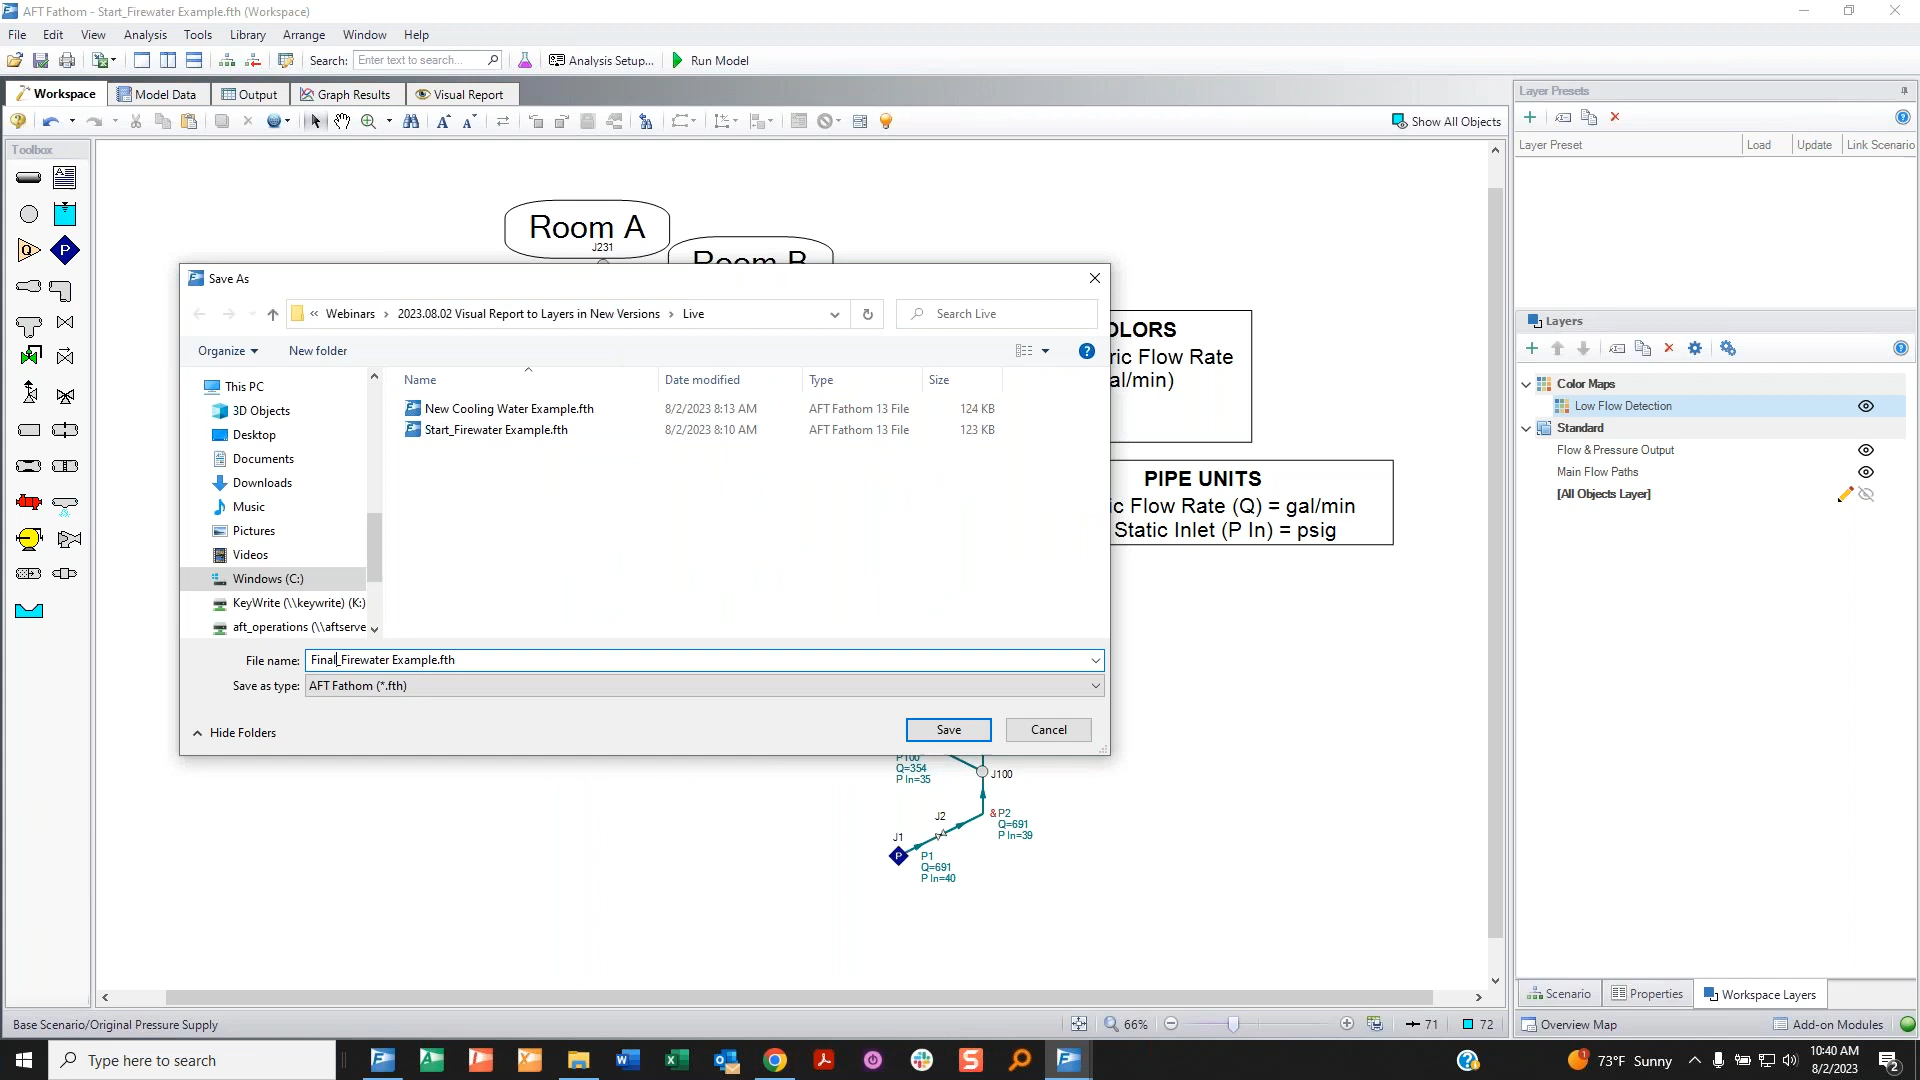 AFT Fathom - Start_Firewater Example.fth (Workspace)
File Edit View Analysis Tools Library Arrange Window Help
Search: Enter text to search... Analysis Setup... Run Model
Workspace Model Data Output Graph Results Visual Report
Show All Objects
Toolbox
Room A
J231
Room B
Save As
Webinars > 2023.08.02 Visual Report to Layers in New Versions > Live
Search Live
Organize New folder
This PC
3D Objects
Desktop
Documents
Downloads
Music
Pictures
Videos
Windows (C:)
KeyWrite (\\keywrite) (K:)
aft_operations (\\aftserve
Name Date modified Type Size
New Cooling Water Example.fth 8/2/2023 8:13 AM AFT Fathom 13 File 124 KB
Start_Firewater Example.fth 8/2/2023 8:10 AM AFT Fathom 13 File 123 KB
File name: Final_Firewater Example.fth
Save as type: AFT Fathom (*.fth)
Hide Folders
Save Cancel
OLORS
ric Flow Rate
al/min)
PIPE UNITS
ic Flow Rate (Q) = gal/min
Static Inlet (P In) = psig
P100
Q=354
P In=35
J100
J2
&P2
Q=691
P In=39
J1
P
P1
Q=691
P In=40
Layer Presets
Layer Preset Load Update Link Scenario
Layers
Color Maps
Low Flow Detection
Standard
Flow & Pressure Output
Main Flow Paths
[All Objects Layer]
Scenario Properties Workspace Layers
Base Scenario/Original Pressure Supply
66%
71
72
Overview Map
Add-on Modules
Type here to search
73°F Sunny
10:40 AM
8/2/2023
2